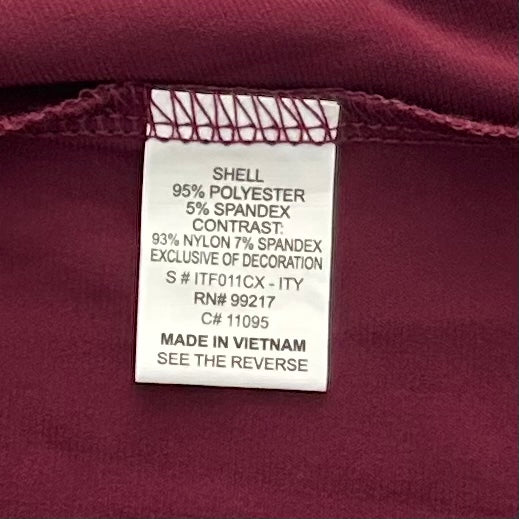 SHELL
95% POLYESTER
5% SPANDEX
CONTRAST:
93% NYLON 7% SPANDEX
EXCLUSIVE OF DECORATION
S # ITF011CX - ITY
RN# 99217
C# 11095
MADE IN VIETNAM
SEE THE REVERSE